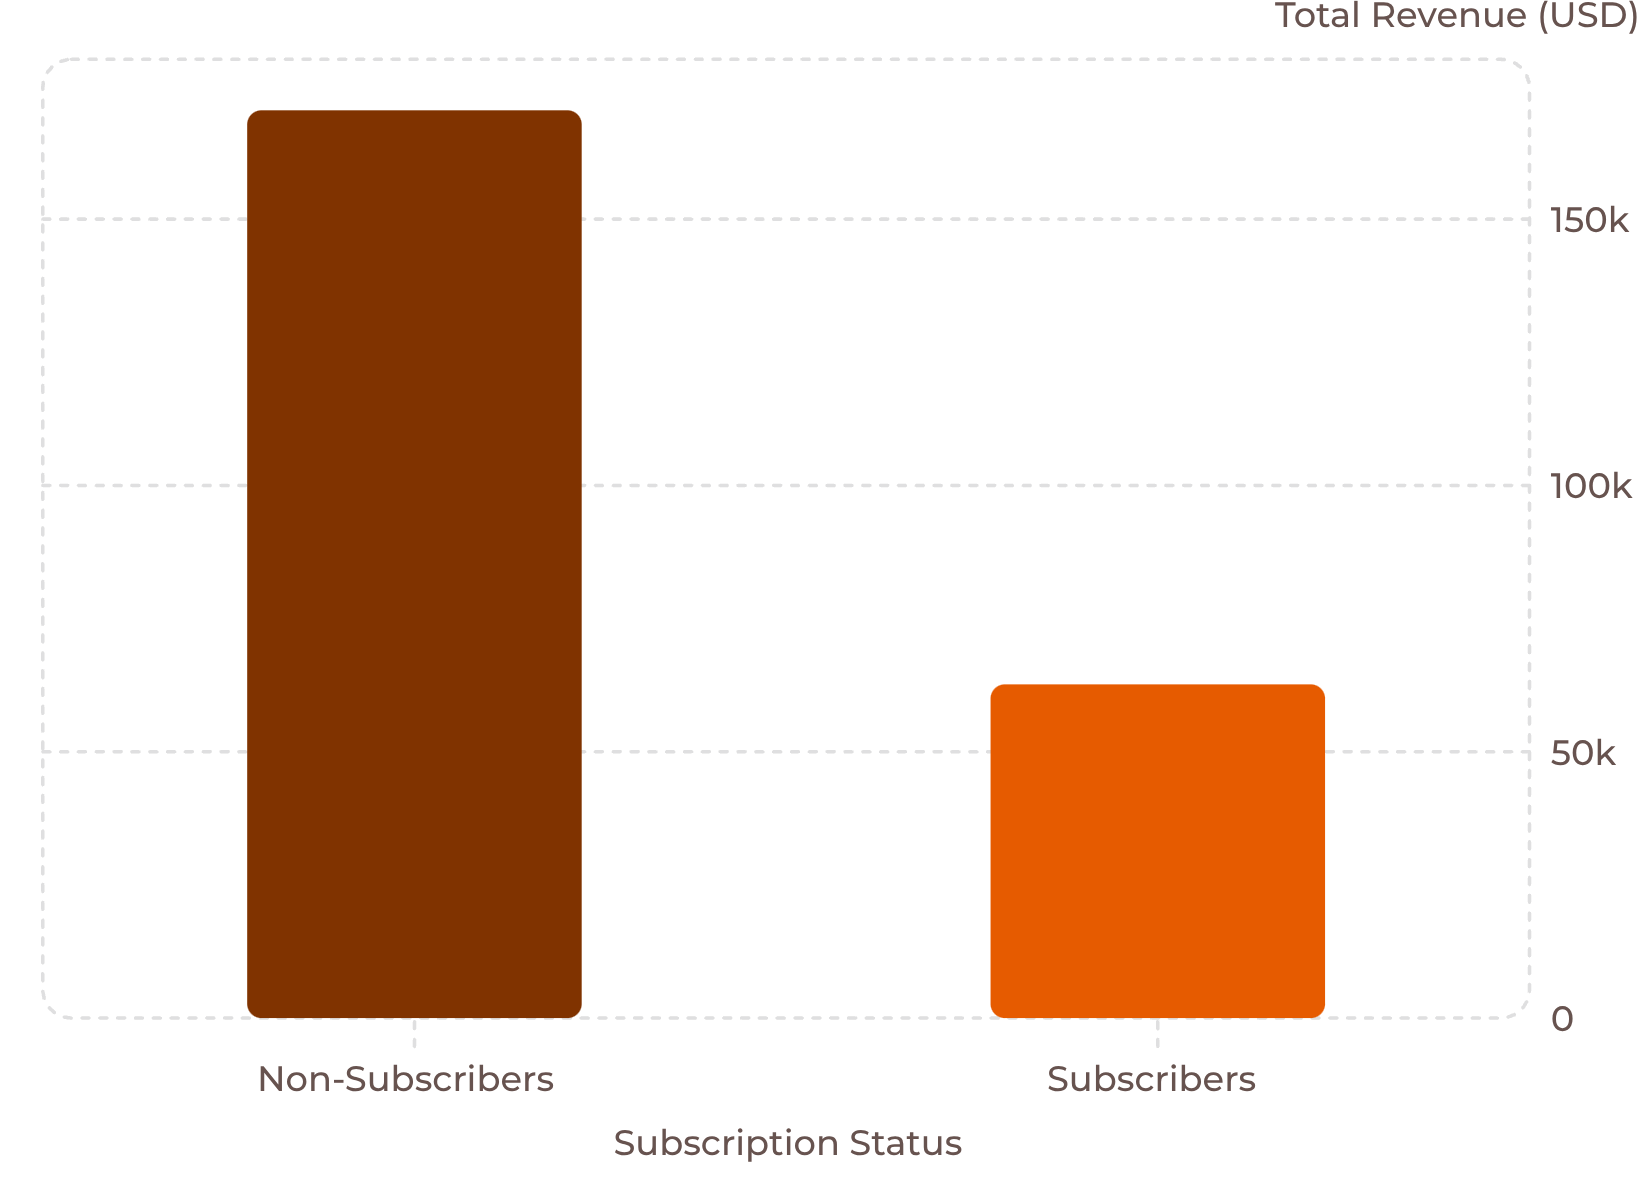 Total Revenue (USD)
150k
100k
50k
0
Non-Subscribers
Subscribers
Subscription Status